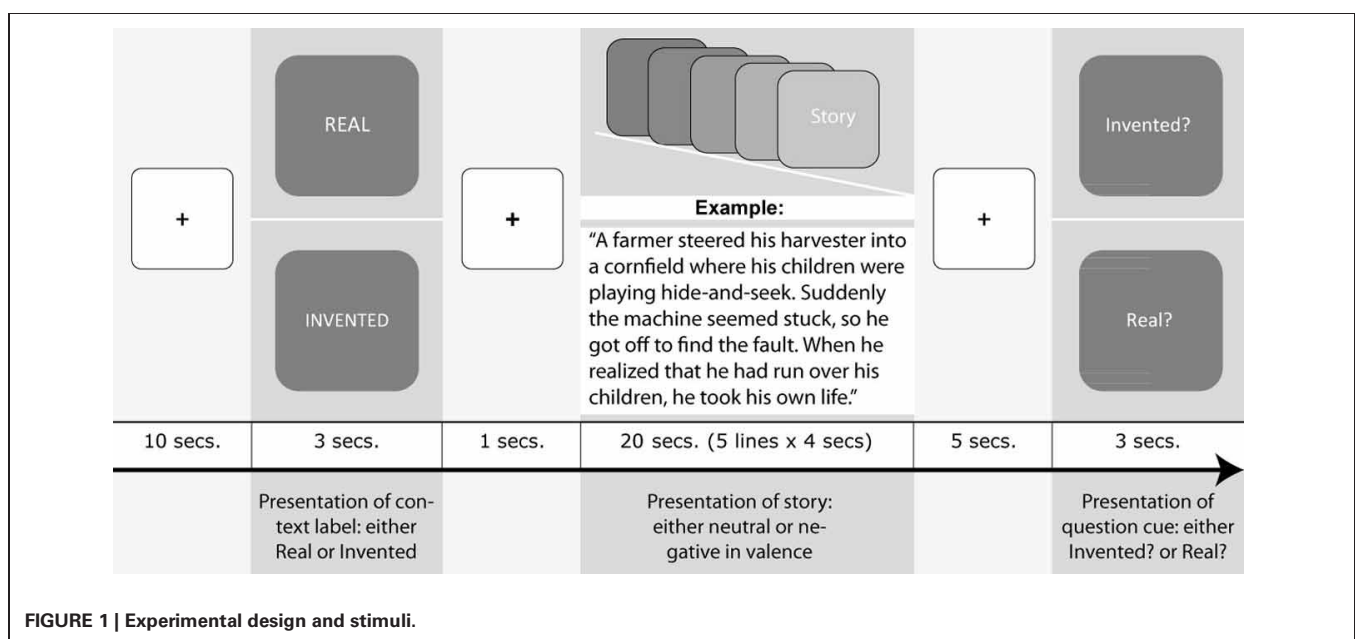 REAL
INVENTED
+
+
Story
Example:
“A farmer steered his harvester into
a cornfield where his children were
playing hide-and-seek. Suddenly
the machine seemed stuck, so he
got off to find the fault. When he
realized that he had run over his
children, he took his own life.”
+
Invented?
Real?
10 secs.
3 secs.
1 secs.
20 secs. (5 lines x 4 secs)
5 secs.
3 secs.
Presentation of con-
text label: either
Real or Invented
Presentation of story:
either neutral or ne-
gative in valence
Presentation of
question cue: either
Invented? or Real?
FIGURE 1 | Experimental design and stimuli.